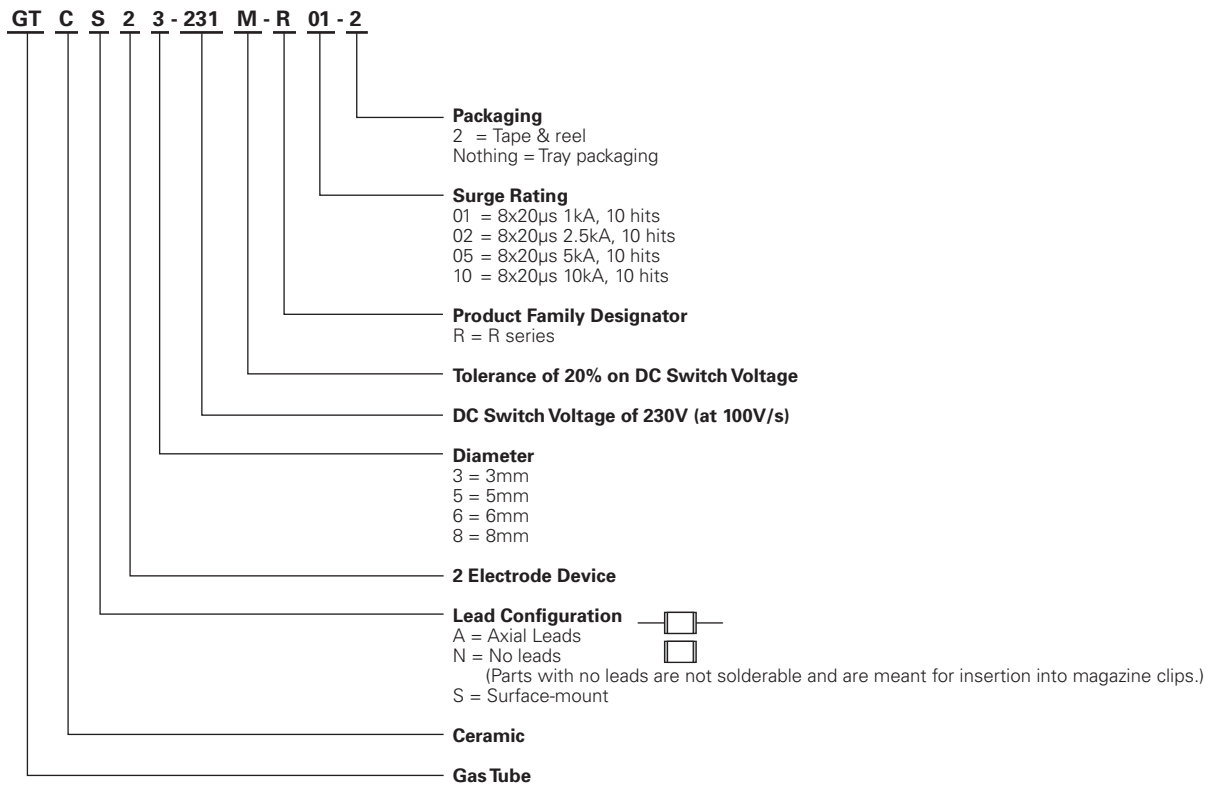 GT C S 2 3 - 231 M - R 01 - 2
Packaging
2 = Tape & reel
Nothing = Tray packaging
Surge Rating
01 = 8x20µs 1kA, 10 hits
02 = 8x20µs 2.5kA, 10 hits
05 = 8x20µs 5kA, 10 hits
10 = 8x20µs 10kA, 10 hits
Product Family Designator
R = R series
Tolerance of 20% on DC Switch Voltage
DC Switch Voltage of 230V (at 100V/s)
Diameter
3 = 3mm
5 = 5mm
6 = 6mm
8 = 8mm
2 Electrode Device
Lead Configuration
A = Axial Leads
N = No leads
(Parts with no leads are not solderable and are meant for insertion into magazine clips.)
S = Surface-mount
Ceramic
Gas Tube